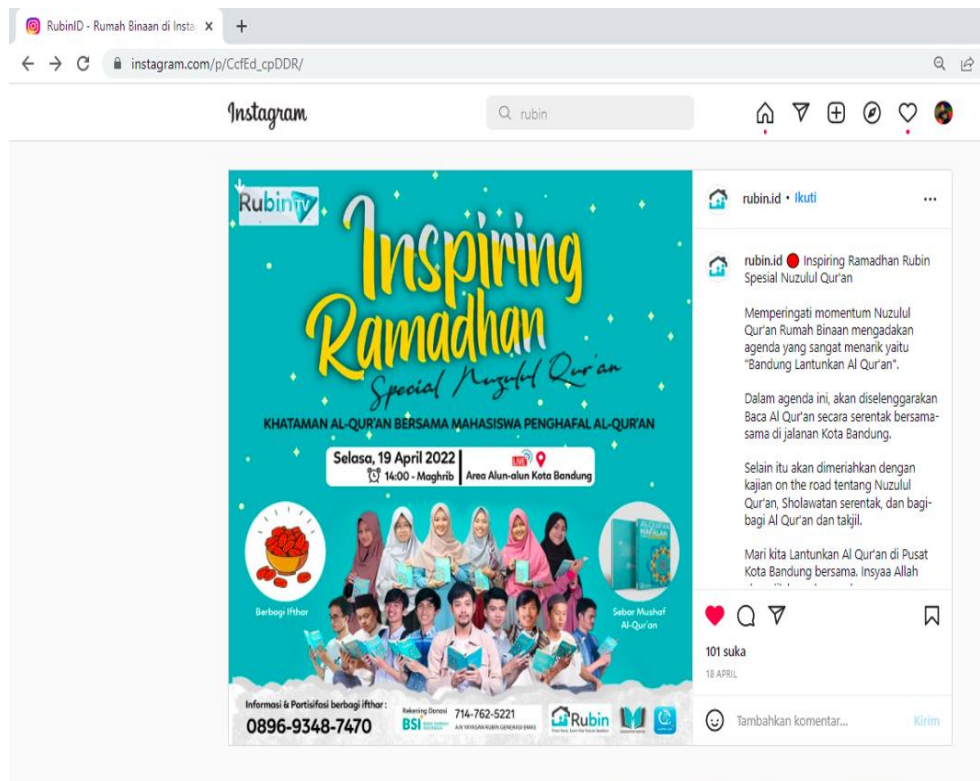 RubinID - Rumah Binaan di Insta
instagram.com/p/CcfEd_cpDDR/
Instagram
rubin
Rubin TV
Inspiring
Ramadhan
Special Nuzulul Qur'an
KHATAMAN AL-QUR'AN BERSAMA MAHASISWA PENGHAFAL AL-QUR'AN
Selasa, 19 April 2022
14:00 - Maghrib
LIVE
Area Alun-alun Kota Bandung
Berbagi Ifthar
Sebar Mushaf
Al-Qur'an
Informasi & Partisifasi berbagi ifthar :
0896-9348-7470
Rekening Donasi
BSI
714-762-5221
A/N YAYASAN RUBIN GENERASI EMAS
Rubin
rubin.id • Ikuti
rubin.id Inspiring Ramadhan Rubin
Spesial Nuzulul Qur'an
Memperingati momentum Nuzulul
Qur'an Rumah Binaan mengadakan
agenda yang sangat menarik yaitu
"Bandung Lantunkan Al Qur'an".
Dalam agenda ini, akan diselenggarakan
Baca Al Qur'an secara serentak bersama-
sama di jalanan Kota Bandung.
Selain itu akan dimeriahkan dengan
kajian on the road tentang Nuzulul
Qur'an, Sholawatan serentak, dan bagi-
bagi Al Qur'an dan takjil.
Mari kita Lantunkan Al Qur'an di Pusat
Kota Bandung bersama. Insyaa Allah
101 suka
18 APRIL
Tambahkan komentar...
Kirim